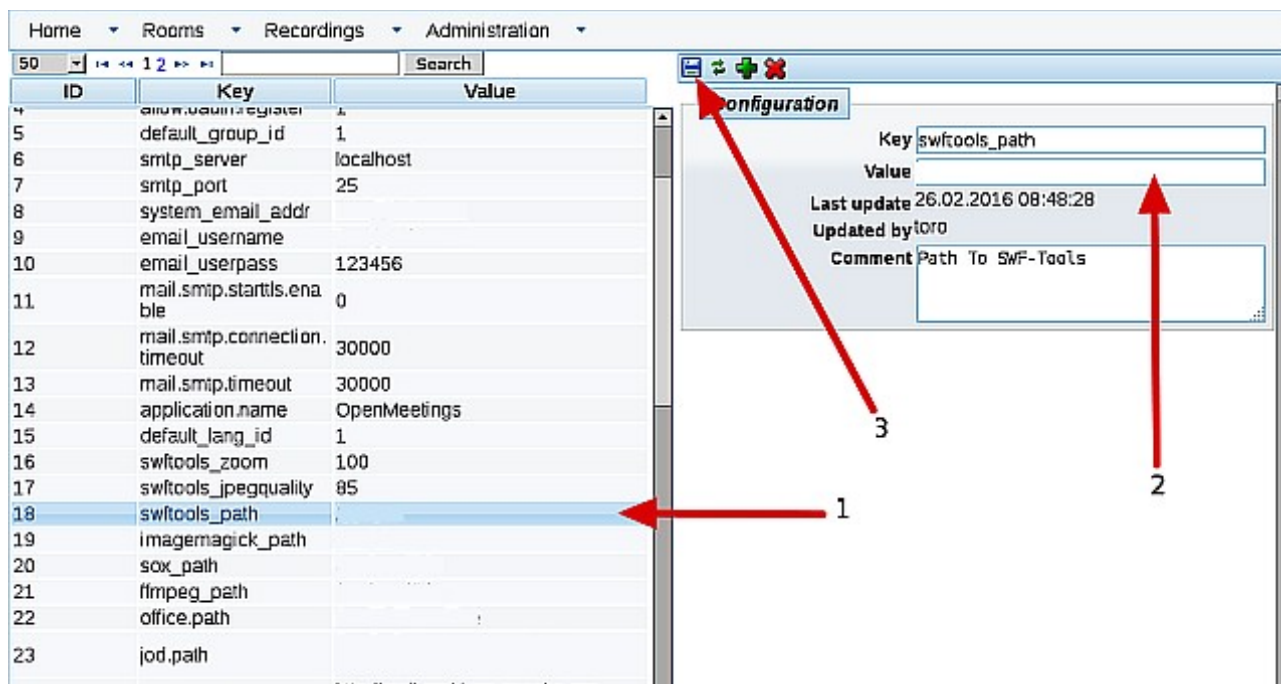 Home Rooms Recordings Administration
50 1 2 Search
ID Key Value
5 default_group_id 1
6 smtp_server localhost
7 smtp_port 25
8 system_email_addr
9 email_username
10 email_userpass 123456
11 mail.smtp.starttls.ena
ble 0
12 mail.smtp.connection.
timeout 30000
13 mail.smtp.timeout 30000
14 application.name OpenMeetings
15 default_lang_id 1
16 swftools_zoom 100
17 swftools_jpegquality 85
18 swftools_path
19 imagemagick_path
20 sox_path
21 ffmpeg_path
22 office.path
23 jod.path
Configuration
Key swftools_path
Value
Last update 26.02.2016 08:48:28
Updated by toro
Comment Path To SWF-Tools
3
2
1